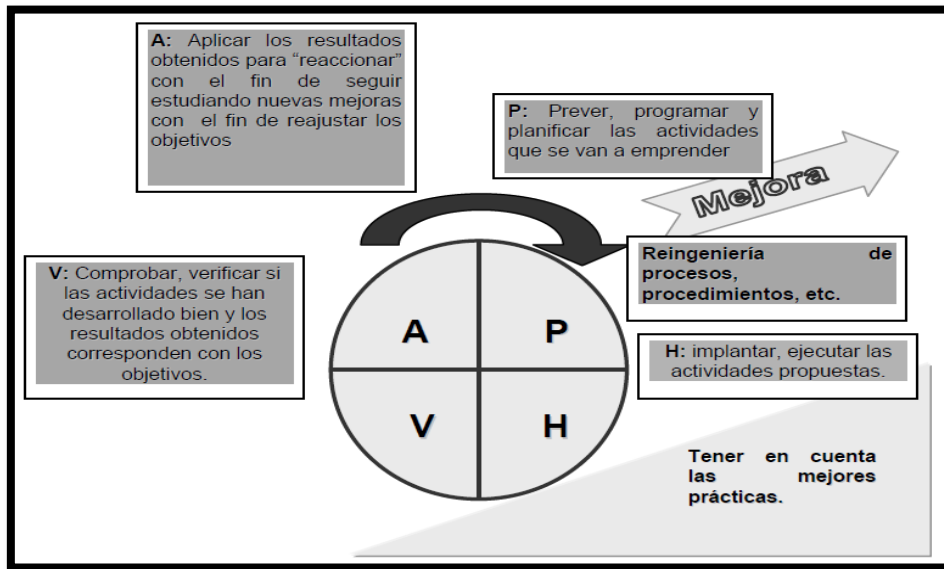 A: Aplicar los resultados
obtenidos para “reaccionar”
con el fin de seguir
estudiando nuevas mejoras
con el fin de reajustar los
objetivos
P: Prever, programar y
planificar las actividades
que se van a emprender
Mejora
Reingeniería de
procesos,
procedimientos, etc.
V: Comprobar, verificar si
las actividades se han
desarrollado bien y los
resultados obtenidos
corresponden con los
objetivos.
A
P
H: implantar, ejecutar las
actividades propuestas.
V
H
Tener en cuenta
las mejores
prácticas.